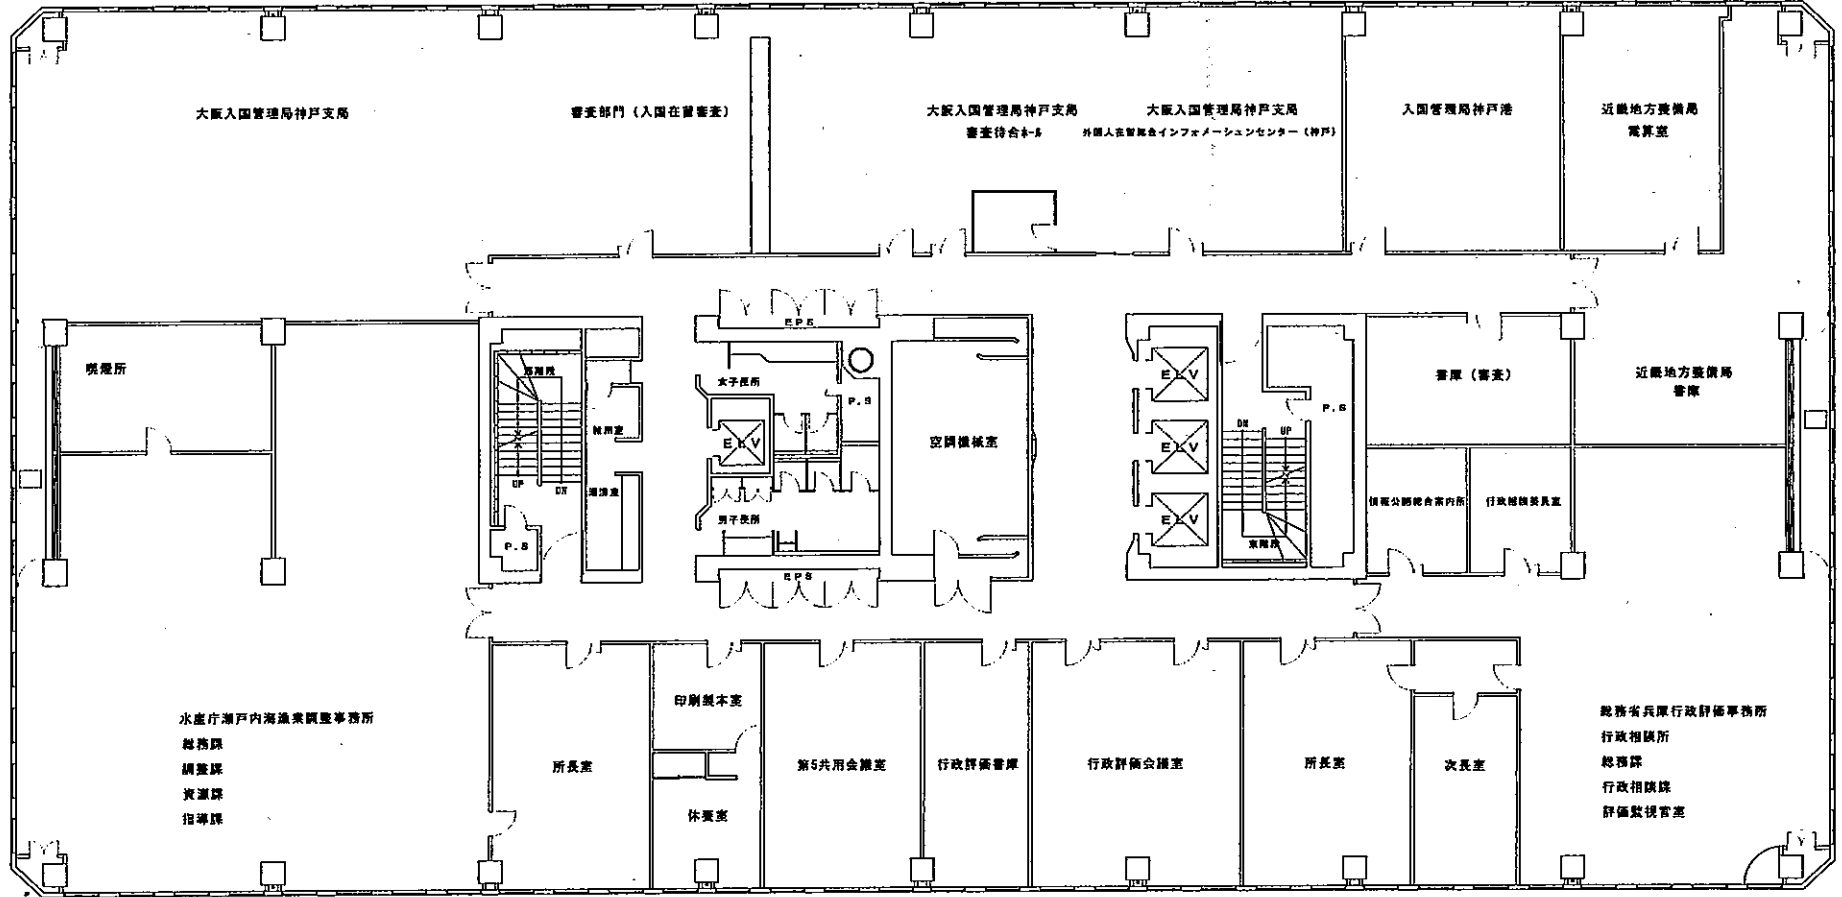 大阪入国管理局神戸支局
審査部門（入国在留審査）
大阪入国管理局神戸支局
審査待合ﾎｰﾙ
大阪入国管理局神戸支局
外国人在留総合インフォメーションセンター（神戸）
入国管理局神戸港
近畿地方整備局
電算室
EPS
喫煙所
西階段
UP
DN
P.S
雑用室
湯沸室
女子便所
ELV
男子便所
P.S
EPS
空調機械室
ELV
ELV
ELV
DN
UP
東階段
P.S
書庫（審査）
近畿地方整備局
書庫
情報公開総合案内所
行政相談委員室
水産庁瀬戸内海漁業調整事務所
総務課
調整課
資源課
指導課
所長室
印刷製本室
休養室
第5共用会議室
行政評価書庫
行政評価会議室
所長室
次長室
総務省兵庫行政評価事務所
行政相談所
総務課
行政相談課
評価監視官室